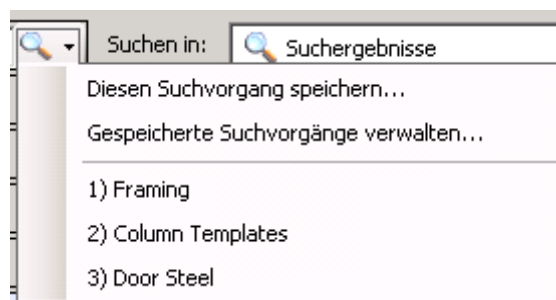 Suchen in: Suchergebnisse
Diesen Suchvorgang speichern...
Gespeicherte Suchvorgänge verwalten...
1) Framing
2) Column Templates
3) Door Steel